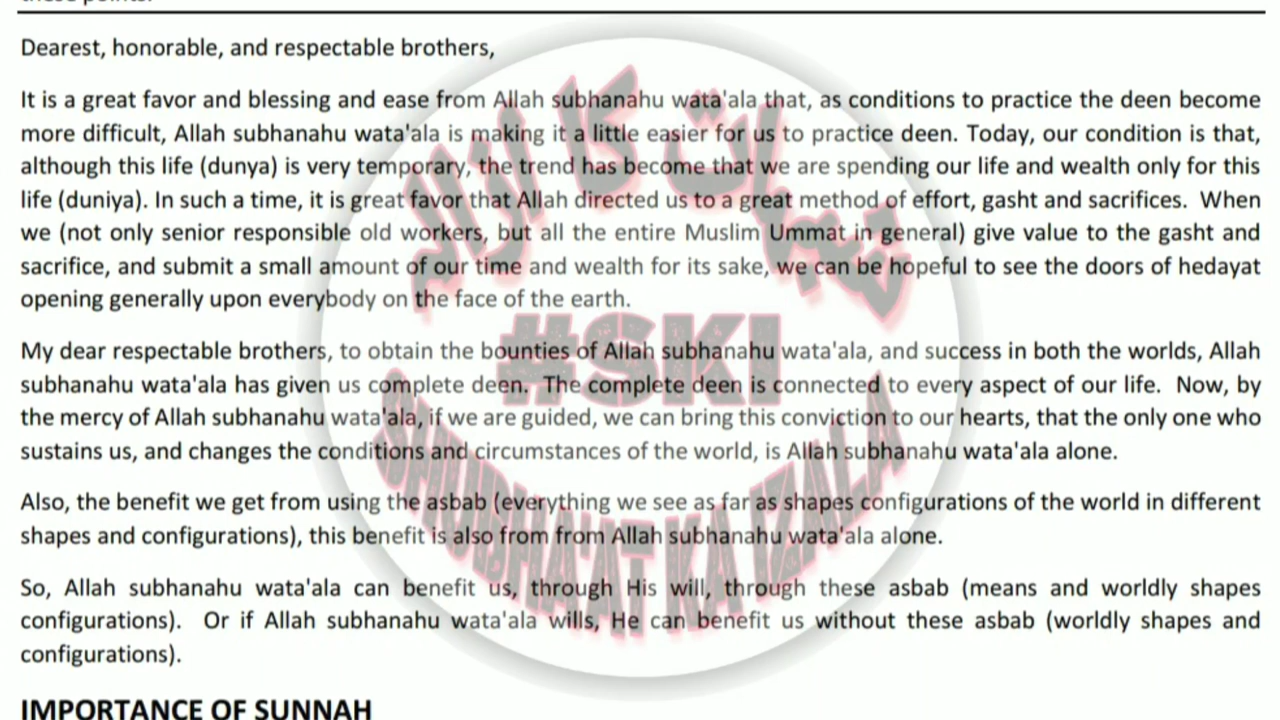 these points.
Dearest, honorable, and respectable brothers,
It is a great favor and blessing and ease from Allah subhanahu wata'ala that, as conditions to practice the deen become
more difficult, Allah subhanahu wata'ala is making it a little easier for us to practice deen. Today, our condition is that,
although this life (dunya) is very temporary, the trend has become that we are spending our life and wealth only for this
life (duniya). In such a time, it is great favor that Allah directed us to a great method of effort, gasht and sacrifices. When
we (not only senior responsible old workers, but all the entire Muslim Ummat in general) give value to the gasht and
sacrifice, and submit a small amount of our time and wealth for its sake, we can be hopeful to see the doors of hedayat
opening generally upon everybody on the face of the earth.
My dear respectable brothers, to obtain the bounties of Allah subhanahu wata'ala, and success in both the worlds, Allah
subhanahu wata'ala has given us complete deen. The complete deen is connected to every aspect of our life. Now, by
the mercy of Allah subhanahu wata'ala, if we are guided, we can bring this conviction to our hearts, that the only one who
sustains us, and changes the conditions and circumstances of the world, is Allah subhanahu wata'ala alone.
Also, the benefit we get from using the asbab (everything we see as far as shapes configurations of the world in different
shapes and configurations), this benefit is also from from Allah subhanahu wata'ala alone.
So, Allah subhanahu wata'ala can benefit us, through His will, through these asbab (means and worldly shapes
configurations). Or if Allah subhanahu wata'ala wills, He can benefit us without these asbab (worldly shapes and
configurations).
IMPORTANCE OF SUNNAH
شبہات کا ازالہ
#SKI
SHUBHA'AT KA IZALA